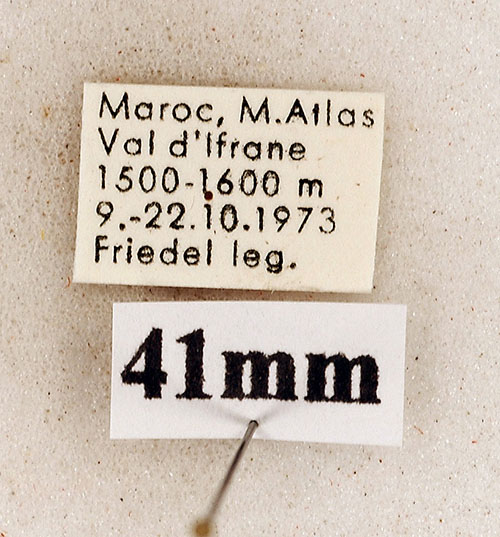 Maroc, M.Atlas
Val d'Ifrane
1500-1600 m
9.-22.10.1973
Friedel leg.
41mm